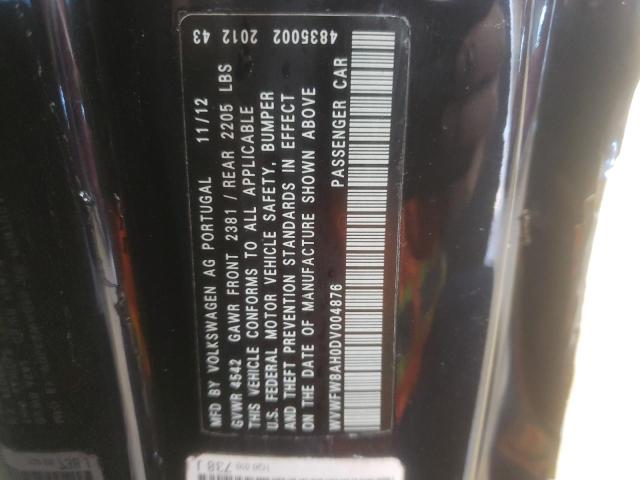 4835002 2012 43
MFD BY VOLKSWAGEN AG PORTUGAL 11/12
GVWR 4542 GAWR FRONT 2381 / REAR 2205 LBS
THIS VEHICLE CONFORMS TO ALL APPLICABLE
U.S. FEDERAL MOTOR VEHICLE SAFETY, BUMPER
AND THEFT PREVENTION STANDARDS IN EFFECT
ON THE DATE OF MANUFACTURE SHOWN ABOVE
WVWFW8AH0DV004876 PASSENGER CAR
738 J